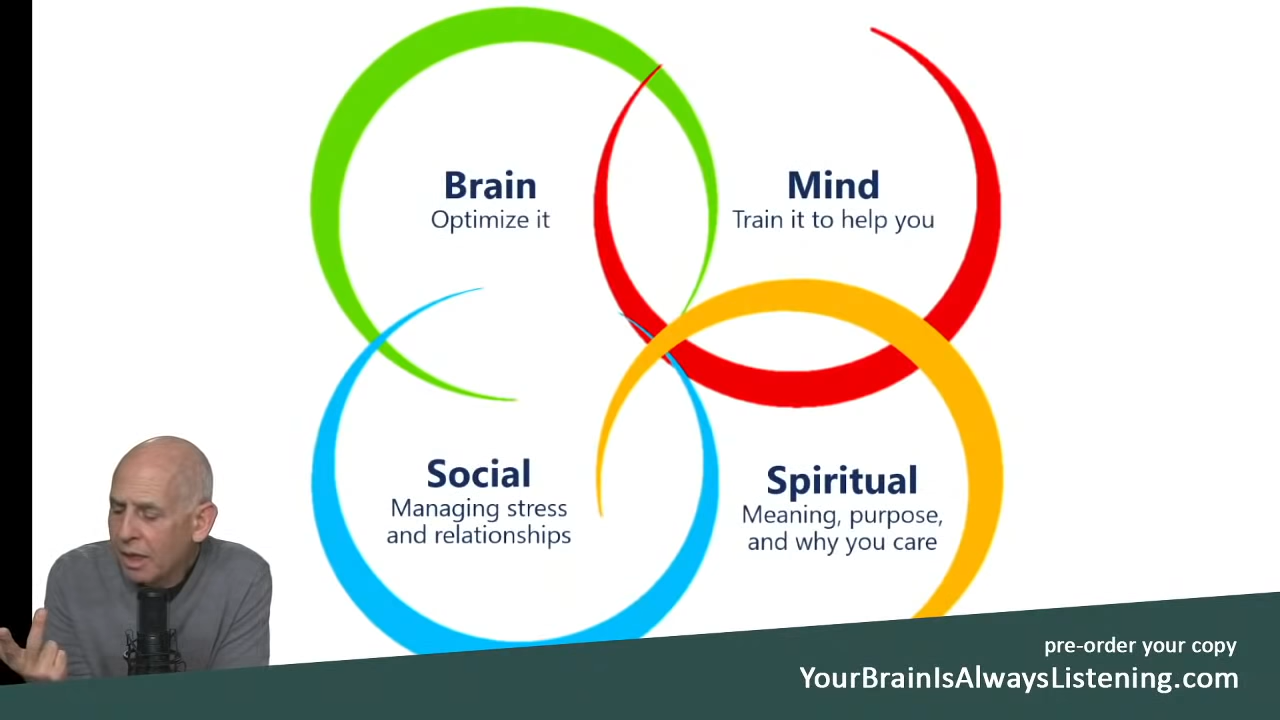 Brain
Optimize it
Mind
Train it to help you
Social
Managing stress
and relationships
Spiritual
Meaning, purpose,
and why you care
pre-order your copy
YourBrainIsAlwaysListening.com